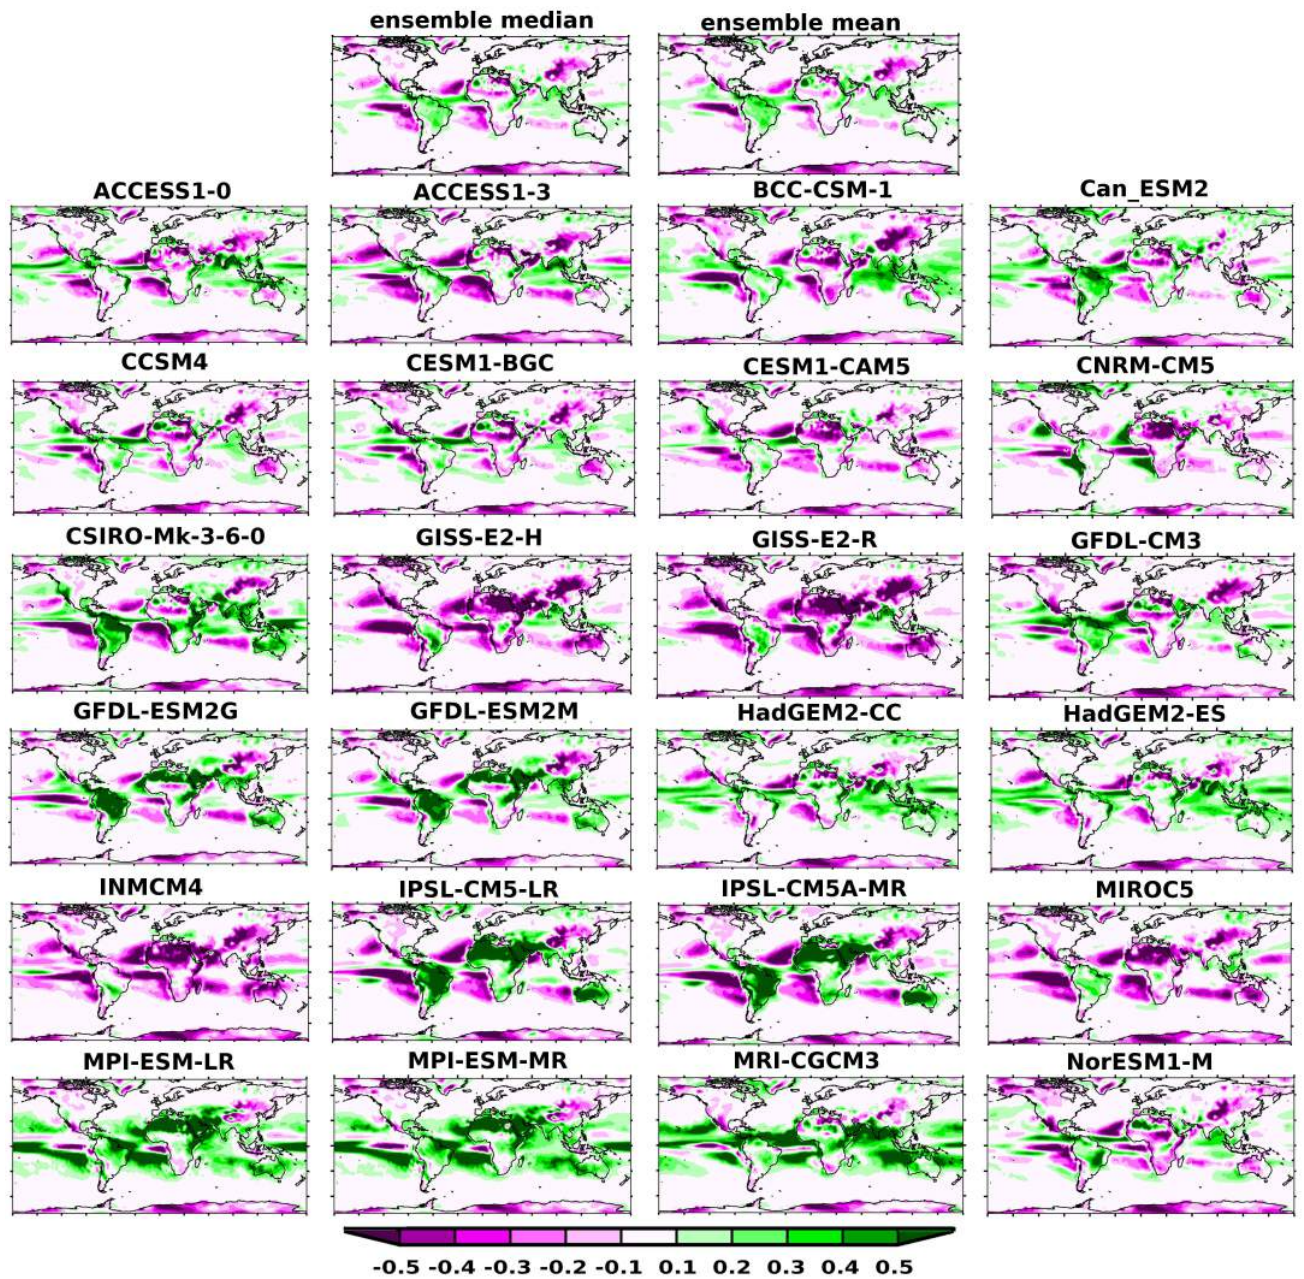 ensemble median ensemble mean
ACCESS1-0 ACCESS1-3 BCC-CSM-1 Can_ESM2
CCSM4 CESM1-BGC CESM1-CAM5 CNRM-CM5
CSIRO-Mk-3-6-0 GISS-E2-H GISS-E2-R GFDL-CM3
GFDL-ESM2G GFDL-ESM2M HadGEM2-CC HadGEM2-ES
INMCM4 IPSL-CM5-LR IPSL-CM5A-MR MIROC5
MPI-ESM-LR MPI-ESM-MR MRI-CGCM3 NorESM1-M
-0.5 -0.4 -0.3 -0.2 -0.1 0.1 0.2 0.3 0.4 0.5